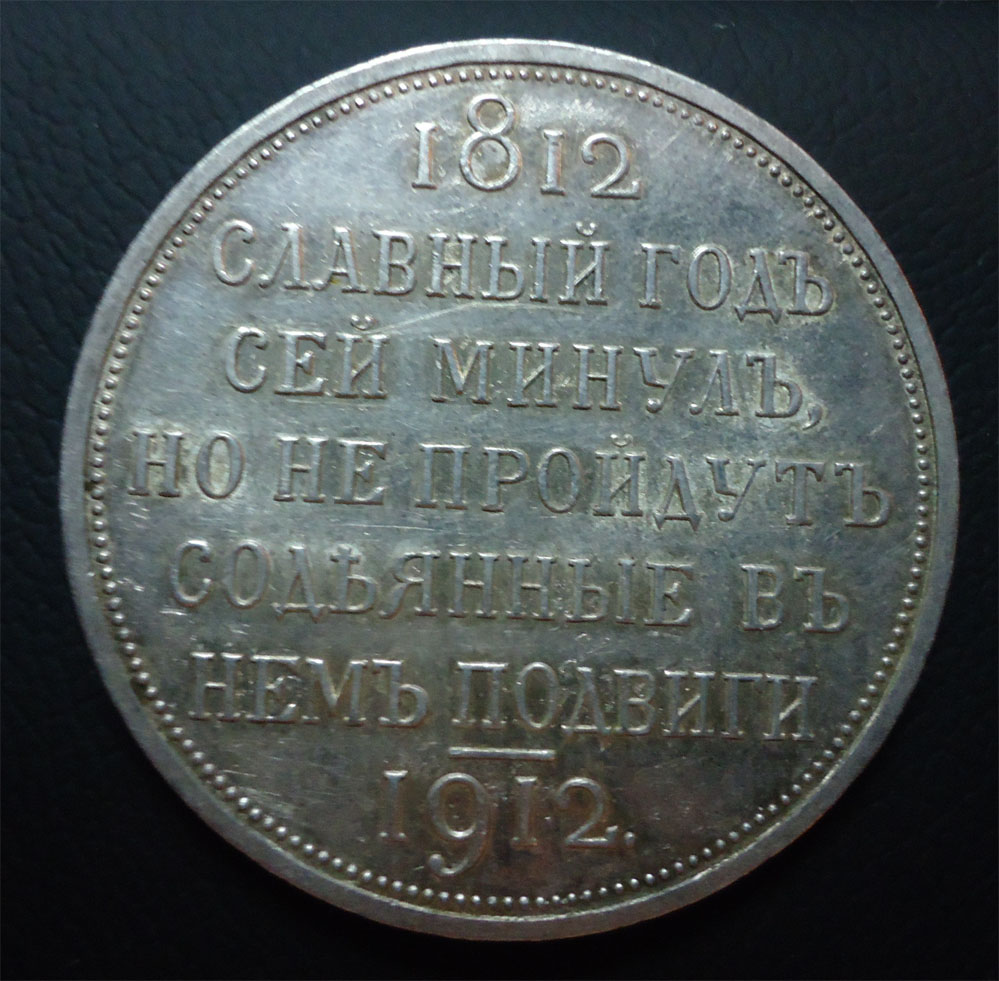 1812
СЛАВНЫЙ ГОДЪ
СЕЙ МИНУЛЪ,
НО НЕ ПРОЙДУТЪ
СОДѢЯННЫЕ ВЪ
НЕМЪ ПОДВИГИ
1912.